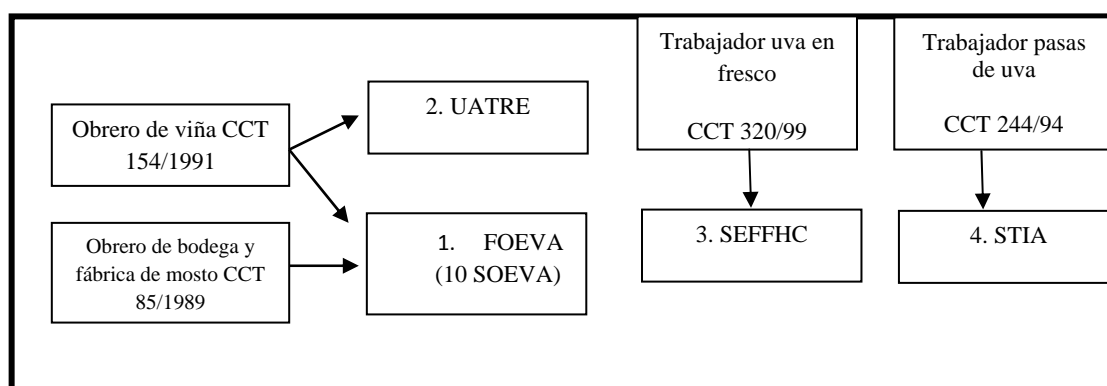 Obrero de viña CCT
154/1991
Obrero de bodega y
fábrica de mosto CCT
85/1989
2. UATRE
1. FOEVA
(10 SOEVA)
Trabajador uva en
fresco
CCT 320/99
3. SEFFHC
Trabajador pasas
de uva
CCT 244/94
4. STIA